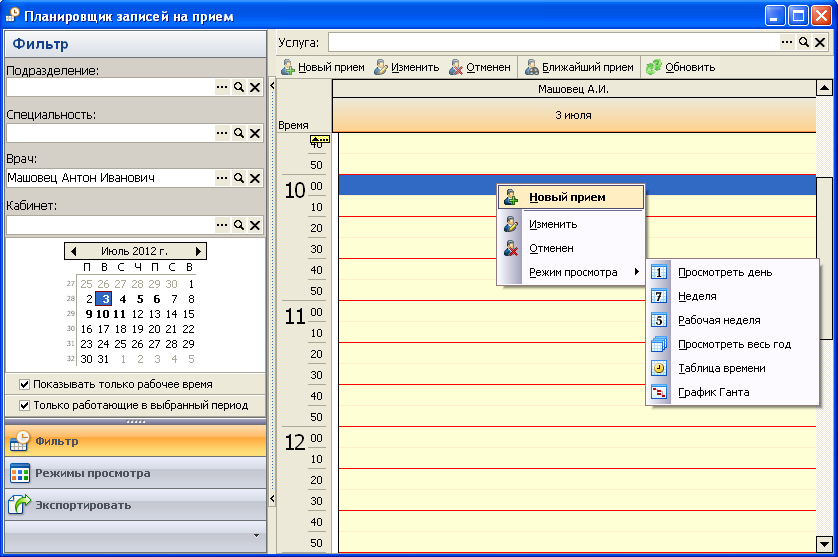 Планировщик записей на прием
Фильтр
Подразделение:
Специальность:
Врач:
Машовец Антон Иванович
Кабинет:
Июль 2012 г.
П В С Ч П С В
27 25 26 27 28 29 30 1
28 2 3 4 5 6 7 8
29 9 10 11 12 13 14 15
30 16 17 18 19 20 21 22
31 23 24 25 26 27 28 29
32 30 31 1 2 3 4 5
Показывать только рабочее время
Только работающие в выбранный период
Фильтр
Режимы просмотра
Экспортировать
Услуга:
Новый прием Изменить Отменен Ближайший прием Обновить
Машовец А.И.
3 июля
Время
40
50
10 00
10
20
30
40
50
11 00
10
20
30
40
50
12 00
10
20
30
40
50
Новый прием
Изменить
Отменен
Режим просмотра
1 Просмотреть день
7 Неделя
5 Рабочая неделя
Просмотреть весь год
Таблица времени
График Ганта